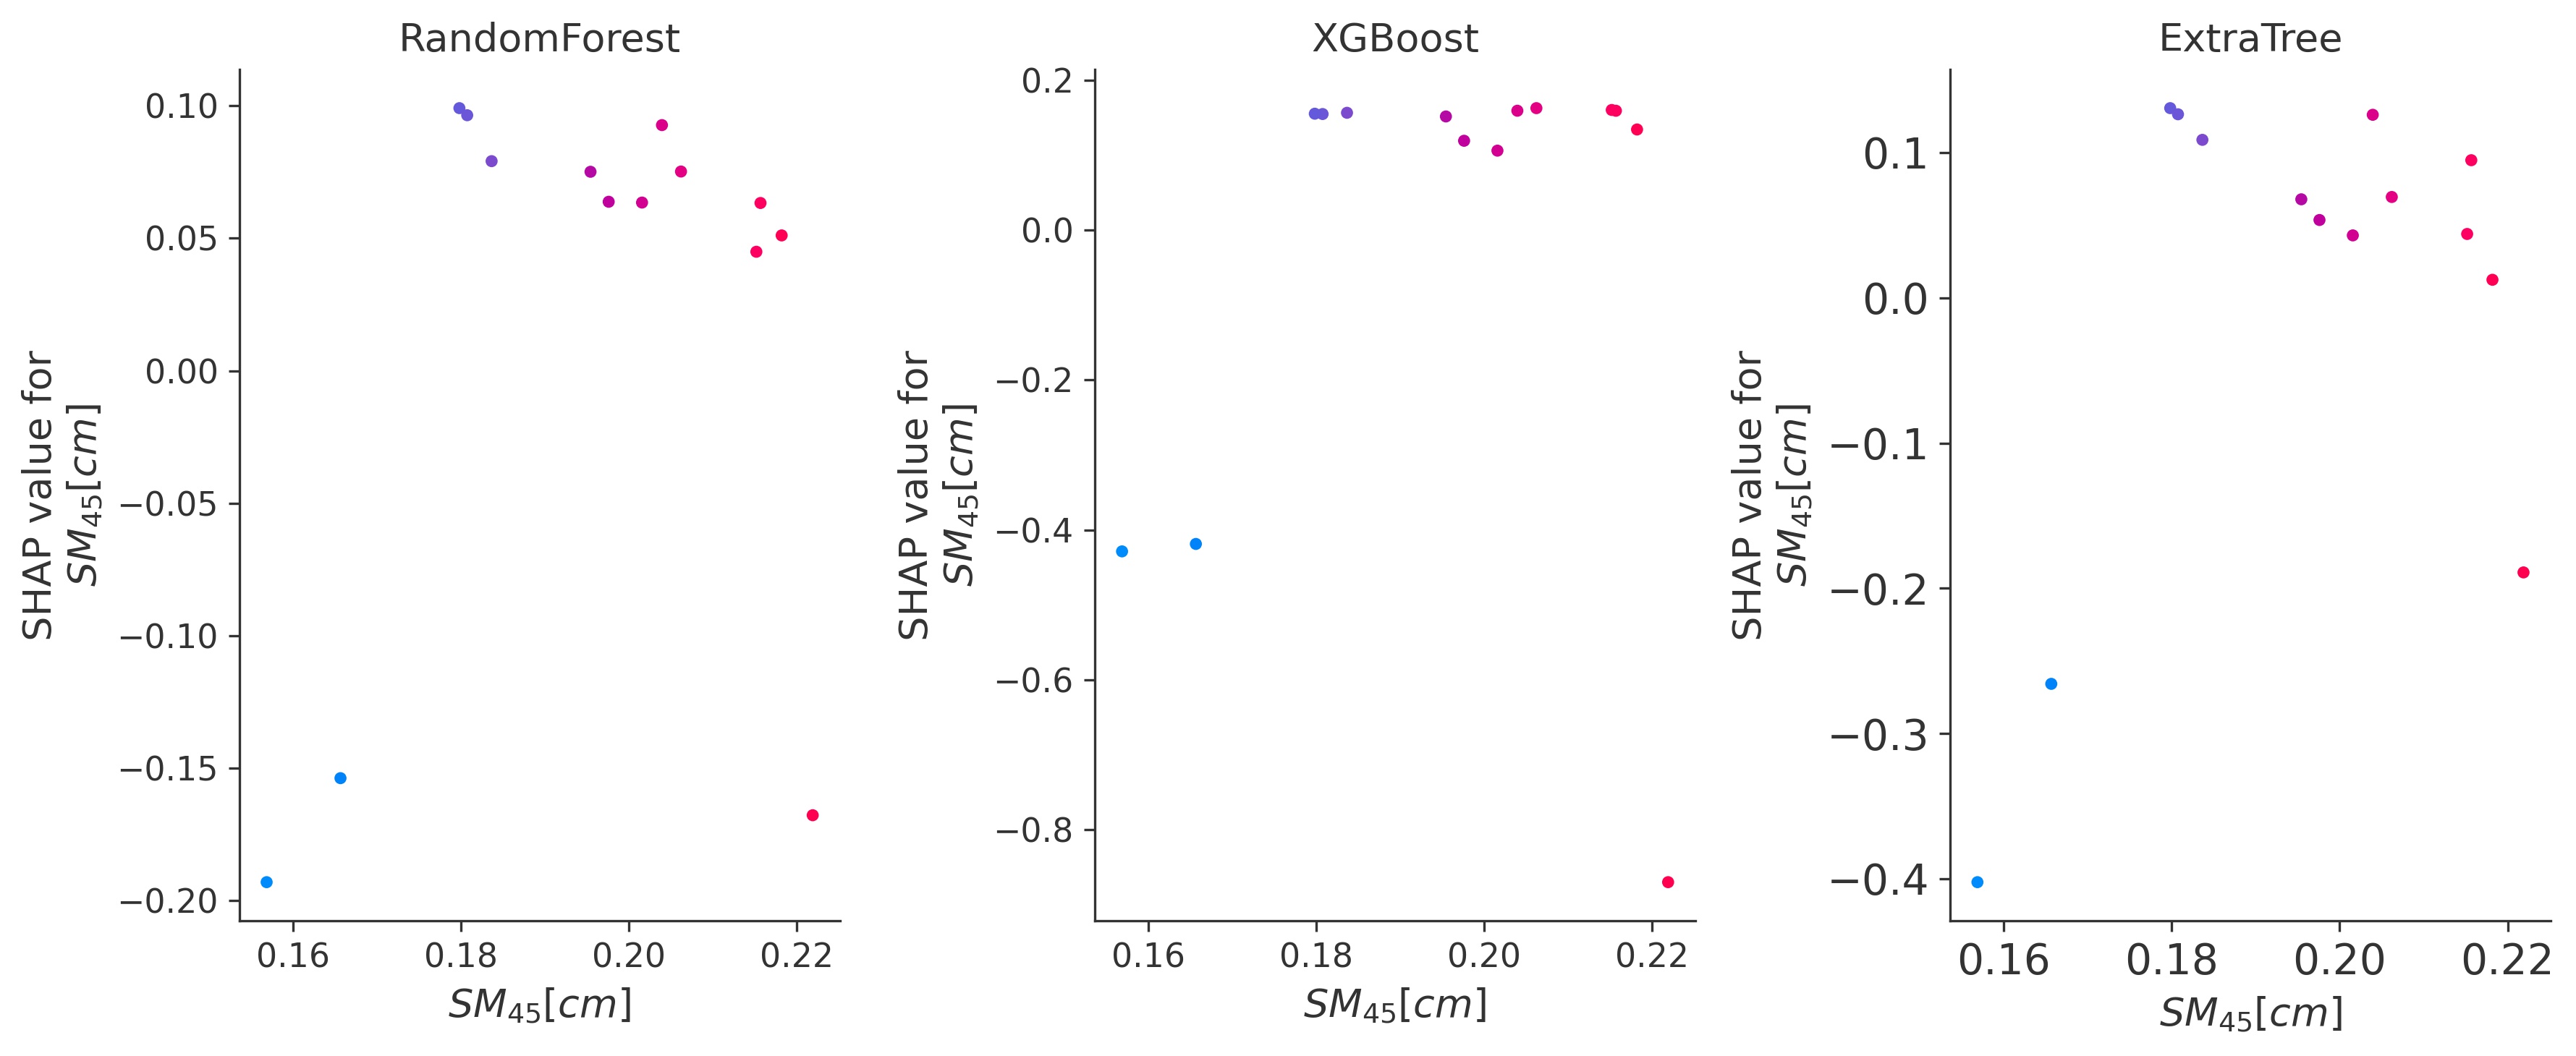 RandomForest
0.10
0.05
0.00
−0.05
−0.10
−0.15
−0.20
0.16 0.18 0.20 0.22
SHAP value for
SM45[cm]
SM45[cm]
XGBoost
0.2
0.0
−0.2
−0.4
−0.6
−0.8
0.16 0.18 0.20 0.22
SHAP value for
SM45[cm]
SM45[cm]
ExtraTree
0.1
0.0
−0.1
−0.2
−0.3
−0.4
0.16 0.18 0.20 0.22
SHAP value for
SM45[cm]
SM45[cm]